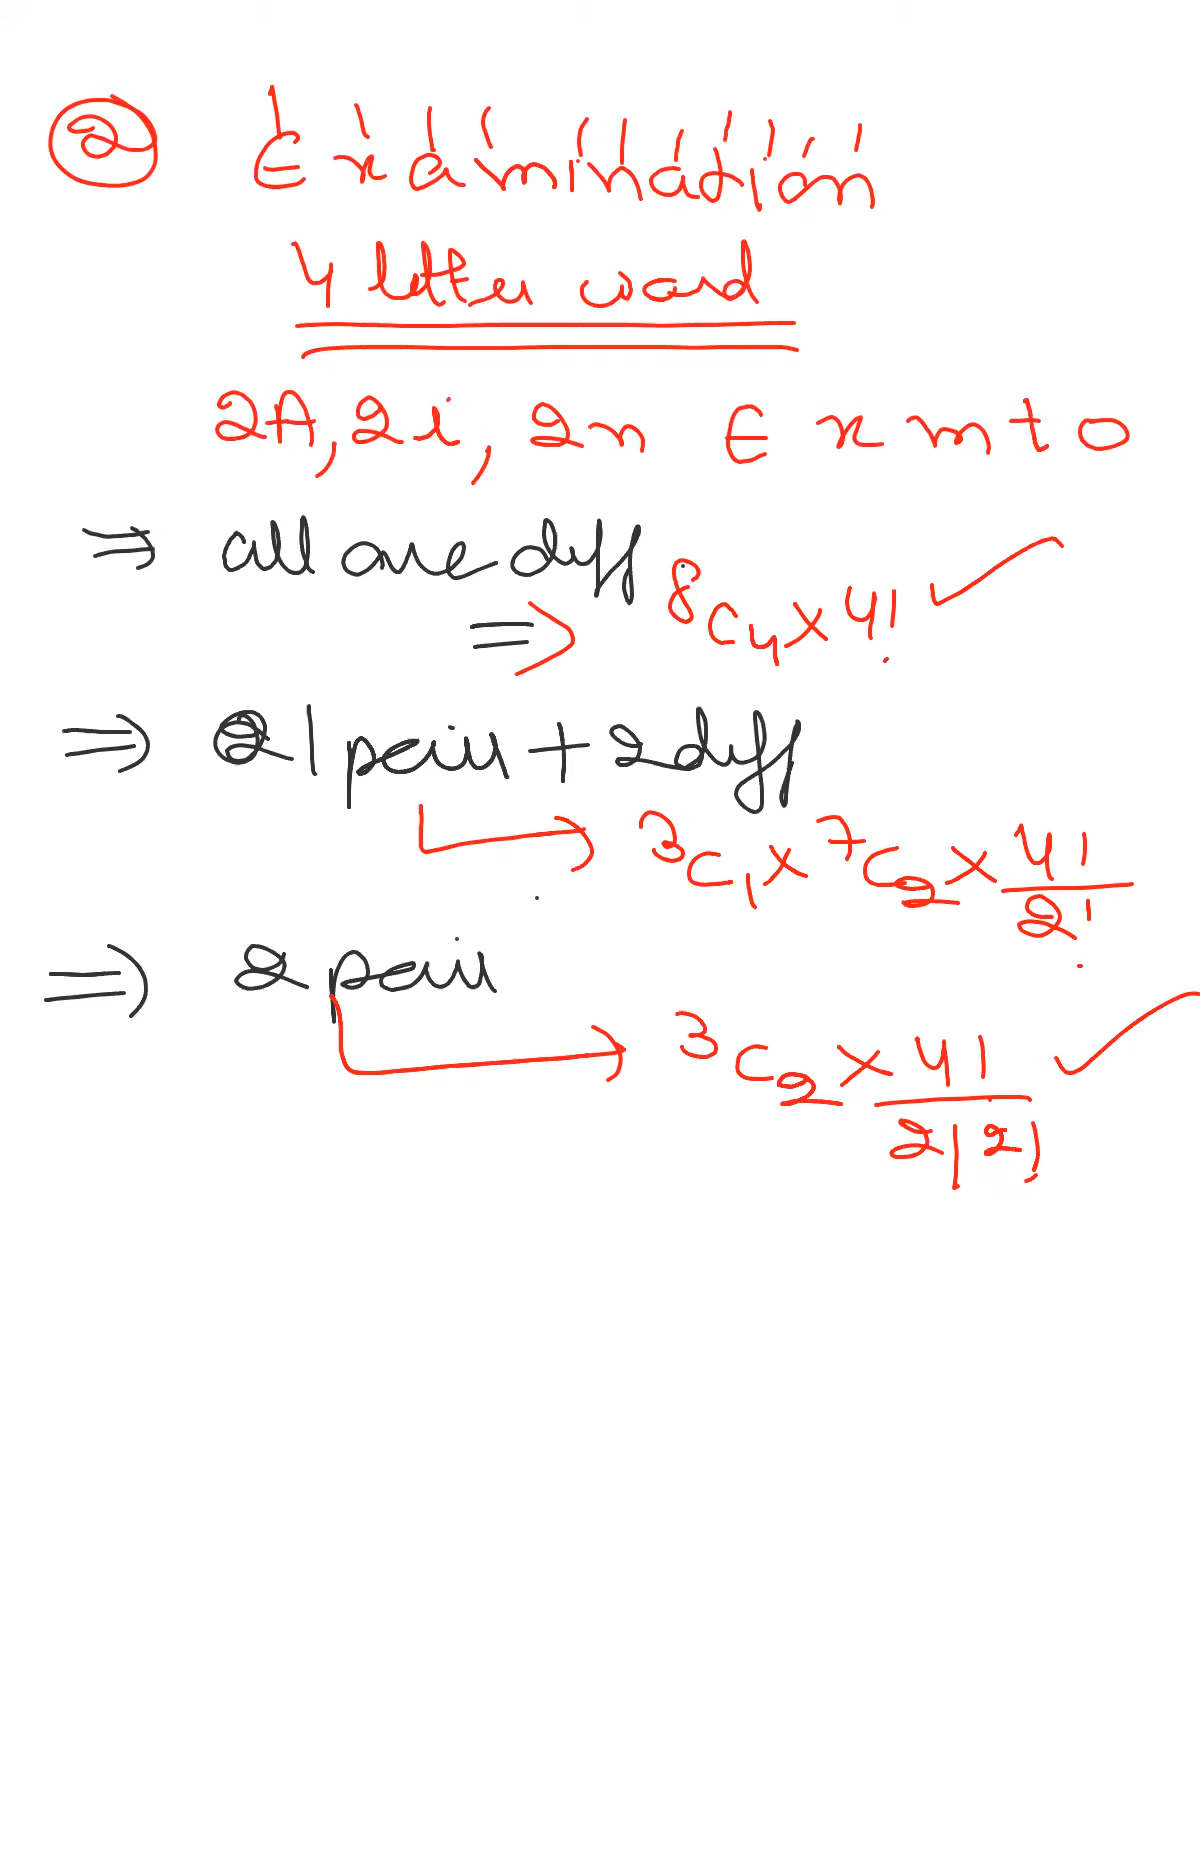 ② Examination
4 letter word
2A, 2i, 2n E x m t o
⇒ all are diff
⇒ ⁸C₄ × 4!
⇒ 1 pair + 2 diff
→ ³C₁ × ⁷C₂ × 4!/2!
⇒ 2 pair
→ ³C₂ × 4!/2!2!